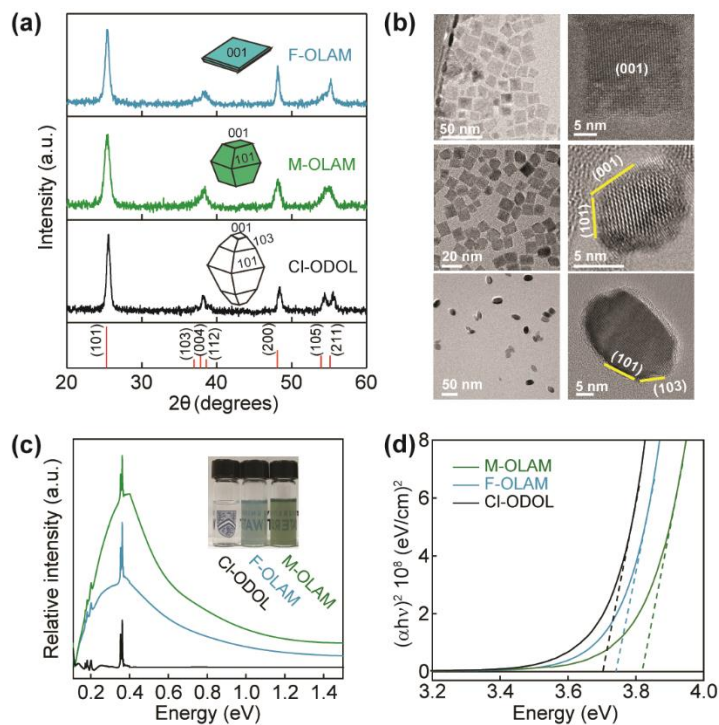 (a)
Intensity (a.u.)
001
F-OLAM
001
101
M-OLAM
001
103
101
Cl-ODOL
(101)
(103)
(004)
(112)
(200)
(105)
(211)
20 30 40 50 60
2θ (degrees)
(b)
50 nm
(001)
5 nm
20 nm
(001)
(101)
5 nm
50 nm
(101)
(103)
5 nm
(c)
Relative intensity (a.u.)
Cl-ODOL
F-OLAM
M-OLAM
0.2 0.4 0.6 0.8 1.0 1.2 1.4
Energy (eV)
(d)
(αhν)² 10⁸ (eV/cm)²
8
6
4
2
0
M-OLAM
F-OLAM
Cl-ODOL
3.2 3.4 3.6 3.8 4.0
Energy (eV)